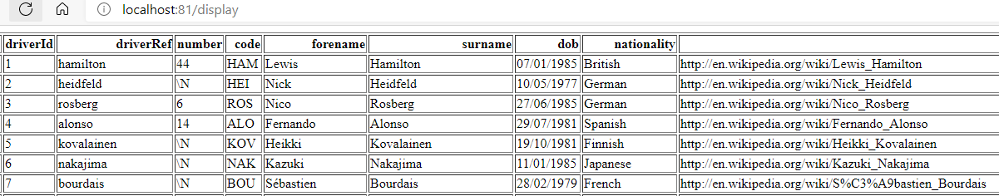 localhost:81/display
driverId driverRef number code forename surname dob nationality
1 hamilton 44 HAM Lewis Hamilton 07/01/1985 British http://en.wikipedia.org/wiki/Lewis_Hamilton
2 heidfeld \N HEI Nick Heidfeld 10/05/1977 German http://en.wikipedia.org/wiki/Nick_Heidfeld
3 rosberg 6 ROS Nico Rosberg 27/06/1985 German http://en.wikipedia.org/wiki/Nico_Rosberg
4 alonso 14 ALO Fernando Alonso 29/07/1981 Spanish http://en.wikipedia.org/wiki/Fernando_Alonso
5 kovalainen \N KOV Heikki Kovalainen 19/10/1981 Finnish http://en.wikipedia.org/wiki/Heikki_Kovalainen
6 nakajima \N NAK Kazuki Nakajima 11/01/1985 Japanese http://en.wikipedia.org/wiki/Kazuki_Nakajima
7 bourdais \N BOU Sébastien Bourdais 28/02/1979 French http://en.wikipedia.org/wiki/S%C3%A9bastien_Bourdais